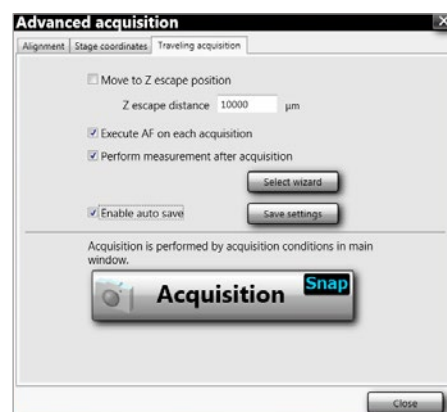 Advanced acquisition
Alignment Stage coordinates Traveling acquisition
Move to Z escape position
Z escape distance 10000 μm
Execute AF on each acquisition
Perform measurement after acquisition
Select wizard
Enable auto save Save settings
Acquisition is performed by acquisition conditions in main
window.
Acquisition Snap
Close